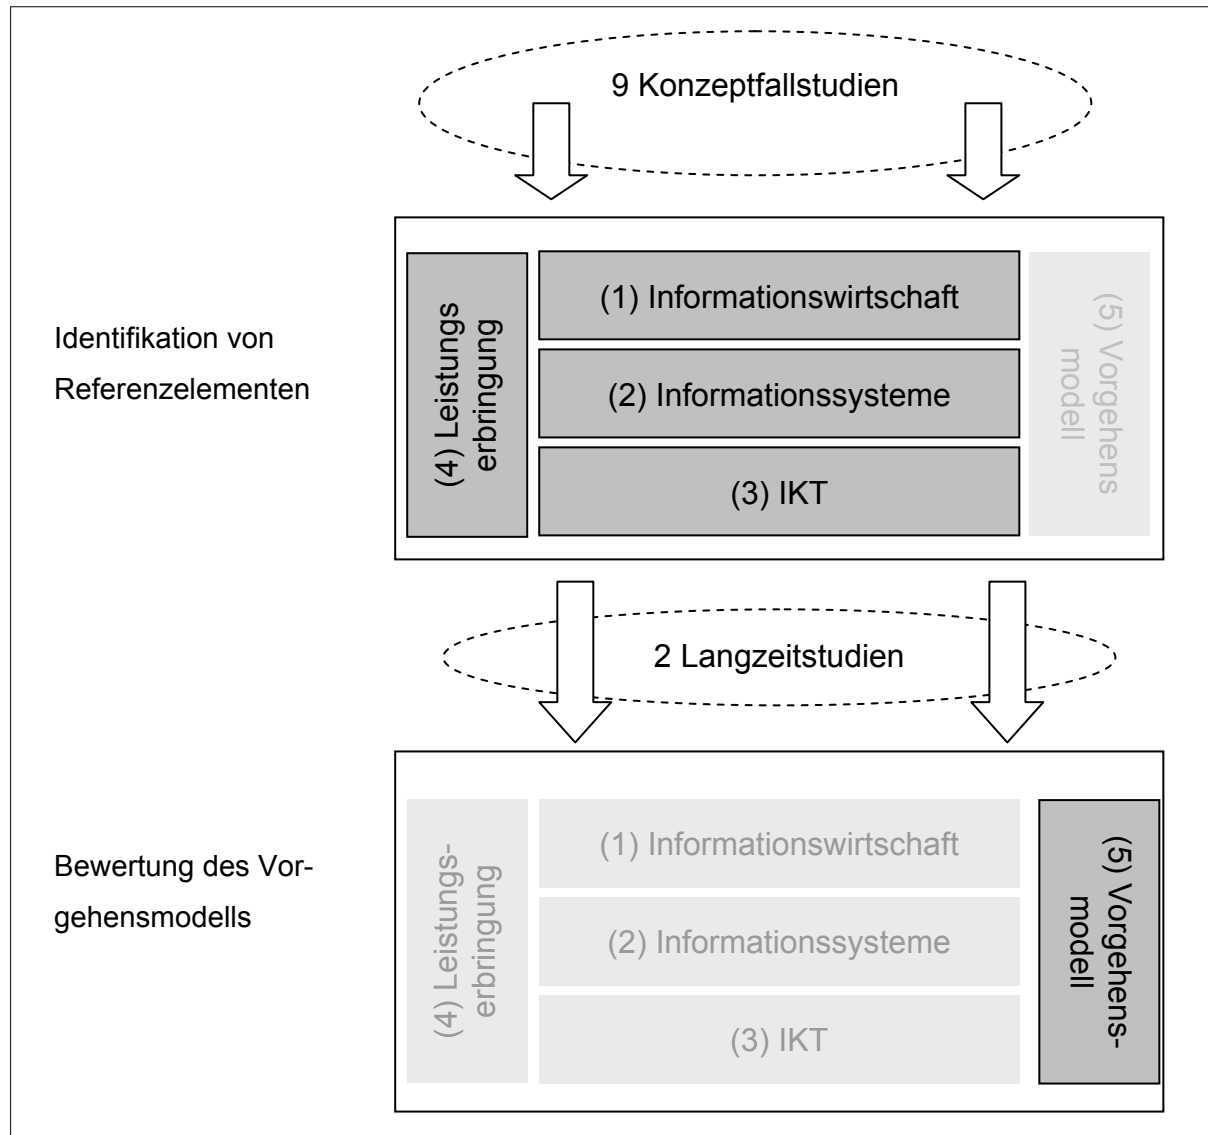 9 Konzeptfallstudien
Identifikation von
Referenzelementen
(4) Leistungs
erbringung
(1) Informationswirtschaft
(2) Informationssysteme
(3) IKT
(5) Vorgehens
modell
2 Langzeitstudien
Bewertung des Vor-
gehensmodells
(4) Leistungs-
erbringung
(1) Informationswirtschaft
(2) Informationssysteme
(3) IKT
(5) Vorgehens-
modell